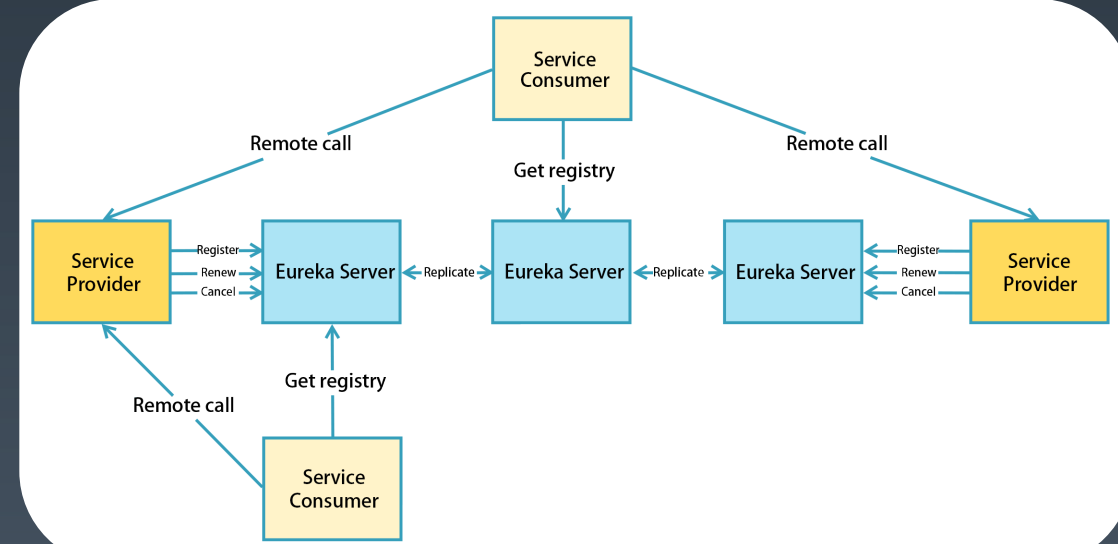 Service
Consumer
Remote call
Remote call
Get registry
Service
Provider
Register
Renew
Cancel
Eureka Server
Replicate
Eureka Server
Replicate
Eureka Server
Register
Renew
Cancel
Service
Provider
Get registry
Remote call
Service
Consumer